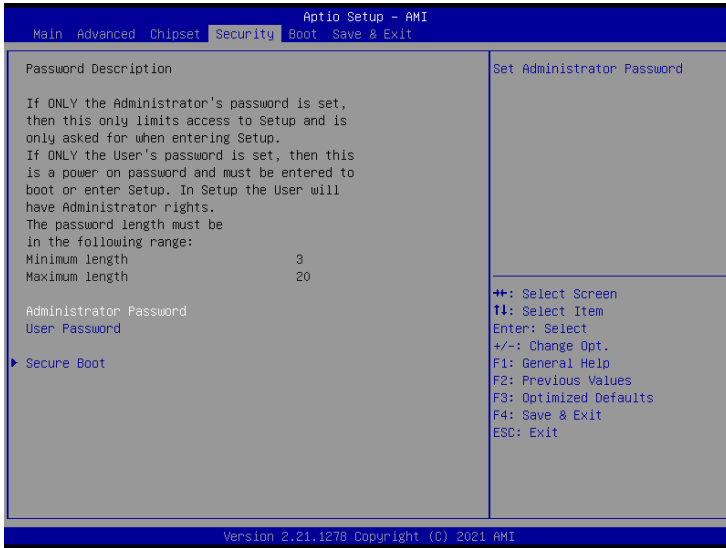 Aptio Setup - AMI
Main Advanced Chipset Security Boot Save & Exit
Password Description
If ONLY the Administrator's password is set,
then this only limits access to Setup and is
only asked for when entering Setup.
If ONLY the User's password is set, then this
is a power on password and must be entered to
boot or enter Setup. In Setup the User will
have Administrator rights.
The password length must be
in the following range:
Minimum length 3
Maximum length 20
Administrator Password
User Password
Secure Boot
Set Administrator Password
→←: Select Screen
↑↓: Select Item
Enter: Select
+/-: Change Opt.
F1: General Help
F2: Previous Values
F3: Optimized Defaults
F4: Save & Exit
ESC: Exit
Version 2.21.1278 Copyright (C) 2021 AMI